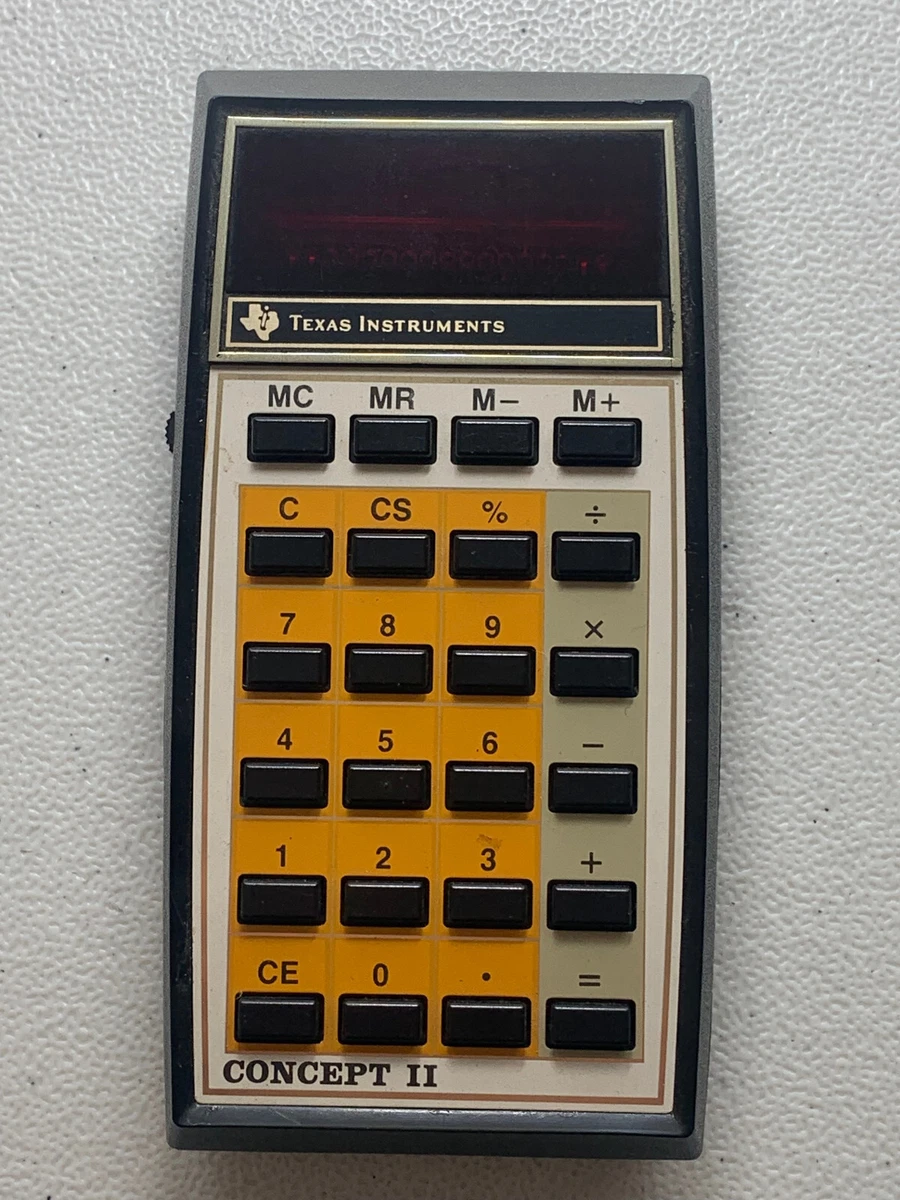 TEXAS INSTRUMENTS
MC MR M− M+
C CS % ÷
7 8 9 ×
4 5 6 −
1 2 3 +
CE 0 . =
CONCEPT II